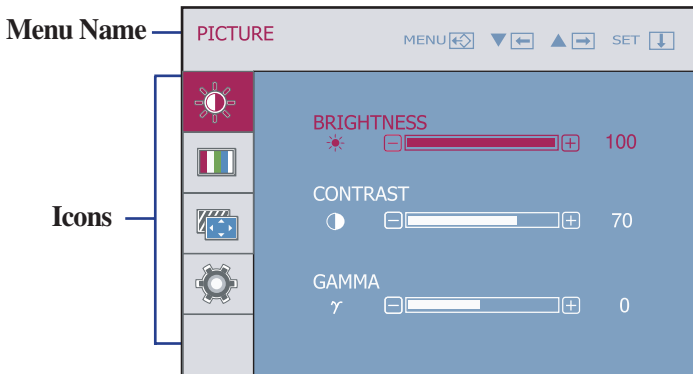 Menu Name
PICTURE
MENU ▼ ▲ SET
BRIGHTNESS
100
CONTRAST
Icons
70
GAMMA
γ 0